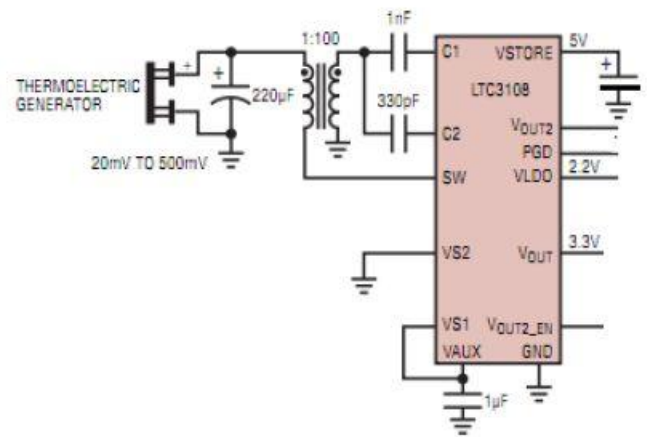 1nF
1:100
C1
VSTORE
5V
+
+
+
THERMOELECTRIC
GENERATOR
220µF
330pF
LTC3108
C2
VOUT2
PGD
20mV TO 500mV
SW
VLDO
2.2V
VS2
VOUT
3.3V
VS1
VOUT2_EN
VAUX
GND
1µF